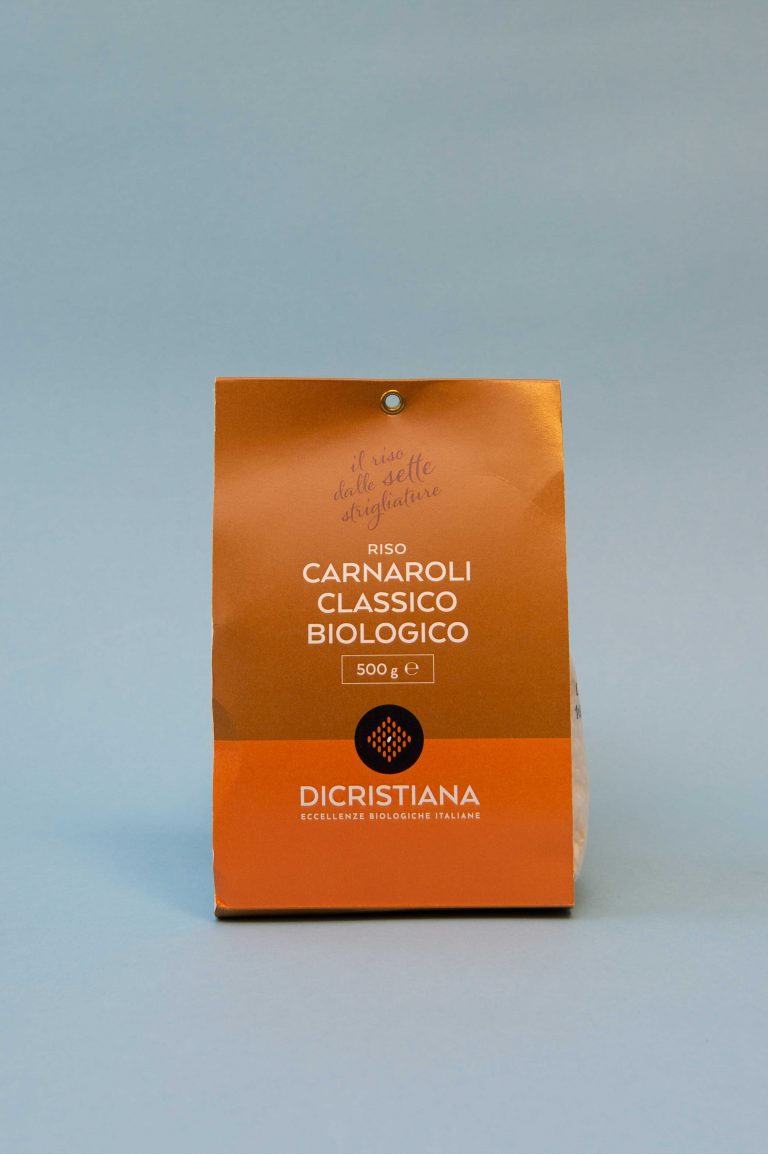 il riso
dalle sette
strigliature
RISO
CARNAROLI
CLASSICO
BIOLOGICO
500 g ℮
DICRISTIANA
ECCELLENZE BIOLOGICHE ITALIANE